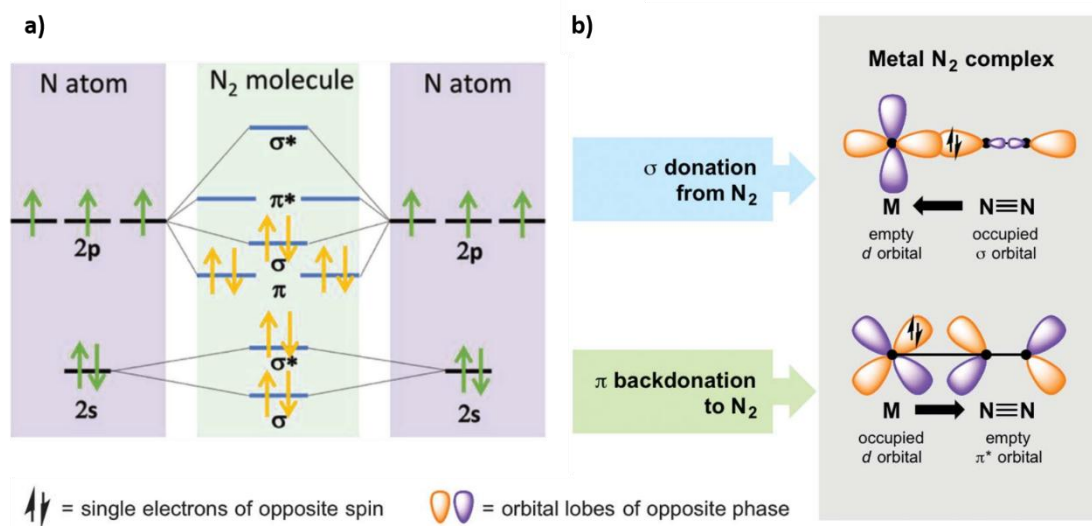 a)
N atom
N₂ molecule
N atom
σ*
π*
2p
2p
σ
π
σ*
2s
2s
σ
b)
Metal N₂ complex
σ donation
from N₂
M
N≡N
empty
d orbital
occupied
σ orbital
π backdonation
to N₂
M
N≡N
occupied
d orbital
empty
π* orbital
= single electrons of opposite spin
= orbital lobes of opposite phase